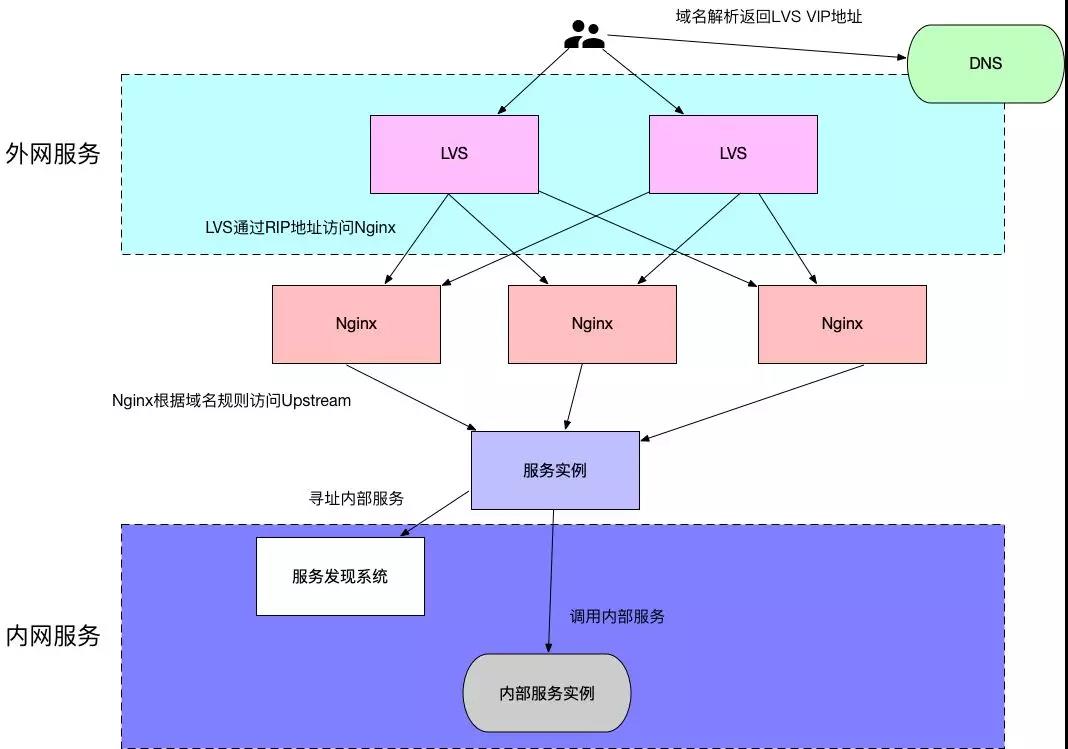 域名解析返回LVS VIP地址
DNS
外网服务
LVS
LVS
LVS通过RIP地址访问Nginx
Nginx
Nginx
Nginx
Nginx根据域名规则访问Upstream
服务实例
寻址内部服务
服务发现系统
调用内部服务
内网服务
内部服务实例